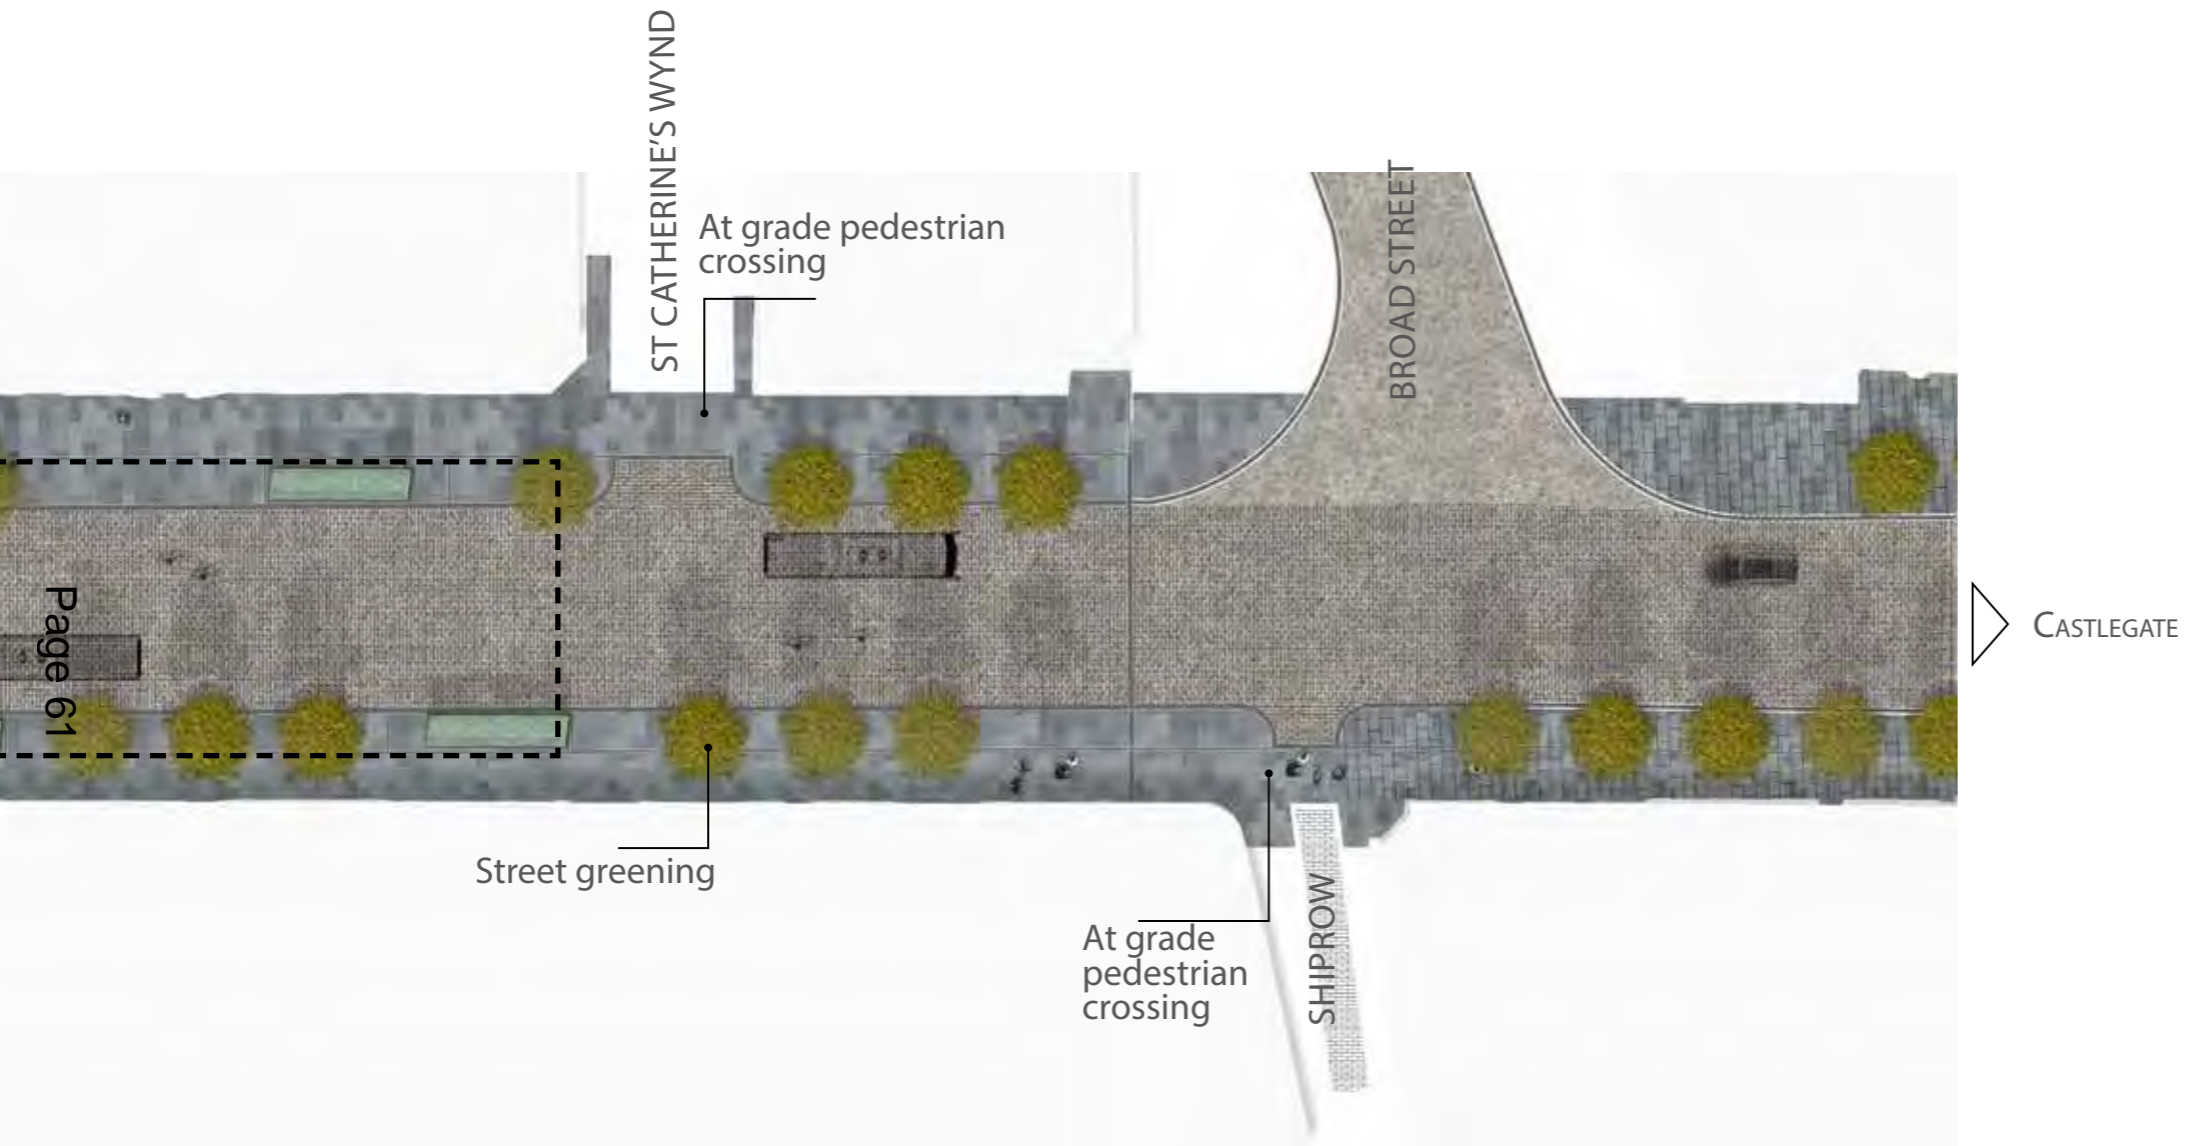 ST CATHERINE'S WYND
At grade pedestrian
crossing
BROAD STREET
Page 61
CASTLEGATE
Street greening
At grade
pedestrian
crossing
SHIPROW